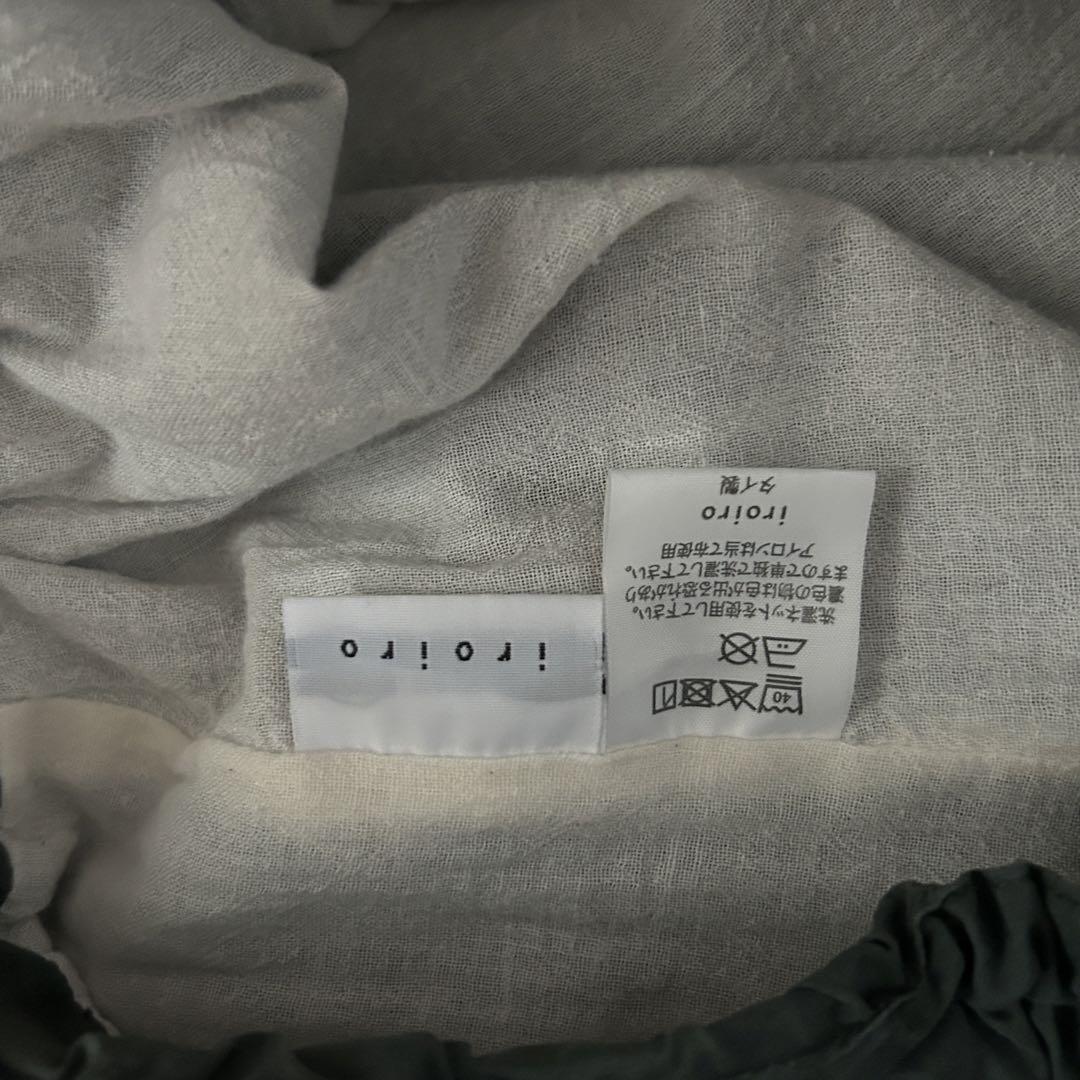 iroiro
40
洗濯ネットを使用して下さい。
濃色の物は色が出る恐れがあり
ますので単独で洗濯して下さい。
アイロンは当て布使用
iroiro
タイ製